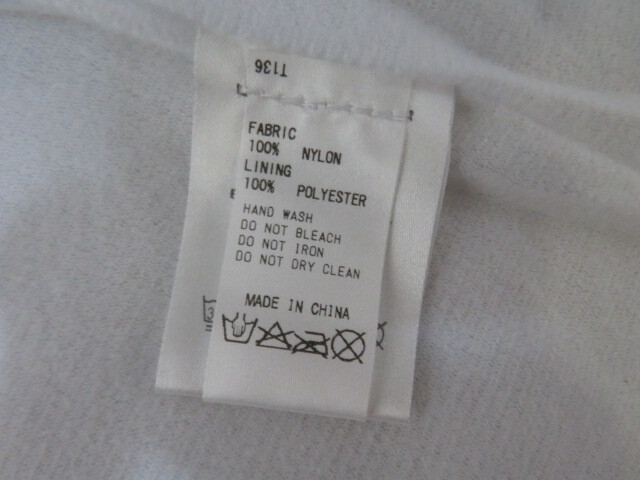 T136
FABRIC
100% NYLON
LINING
100% POLYESTER
HAND WASH
DO NOT BLEACH
DO NOT IRON
DO NOT DRY CLEAN
MADE IN CHINA